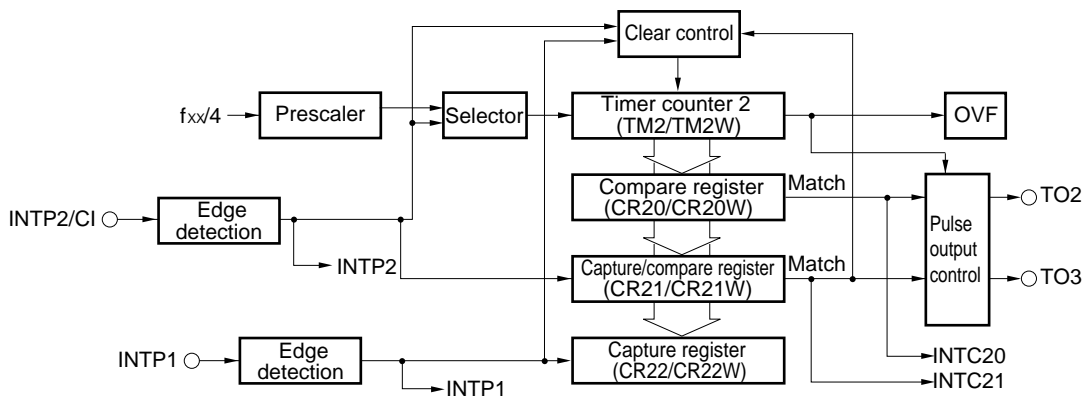 Clear control
fxx/4
Prescaler
Selector
Timer counter 2
(TM2/TM2W)
OVF
Compare register
(CR20/CR20W)
Match
INTP2/CI
Edge
detection
INTP2
Capture/compare register
(CR21/CR21W)
Match
Pulse
output
control
TO2
TO3
INTP1
Edge
detection
INTP1
Capture register
(CR22/CR22W)
INTC20
INTC21